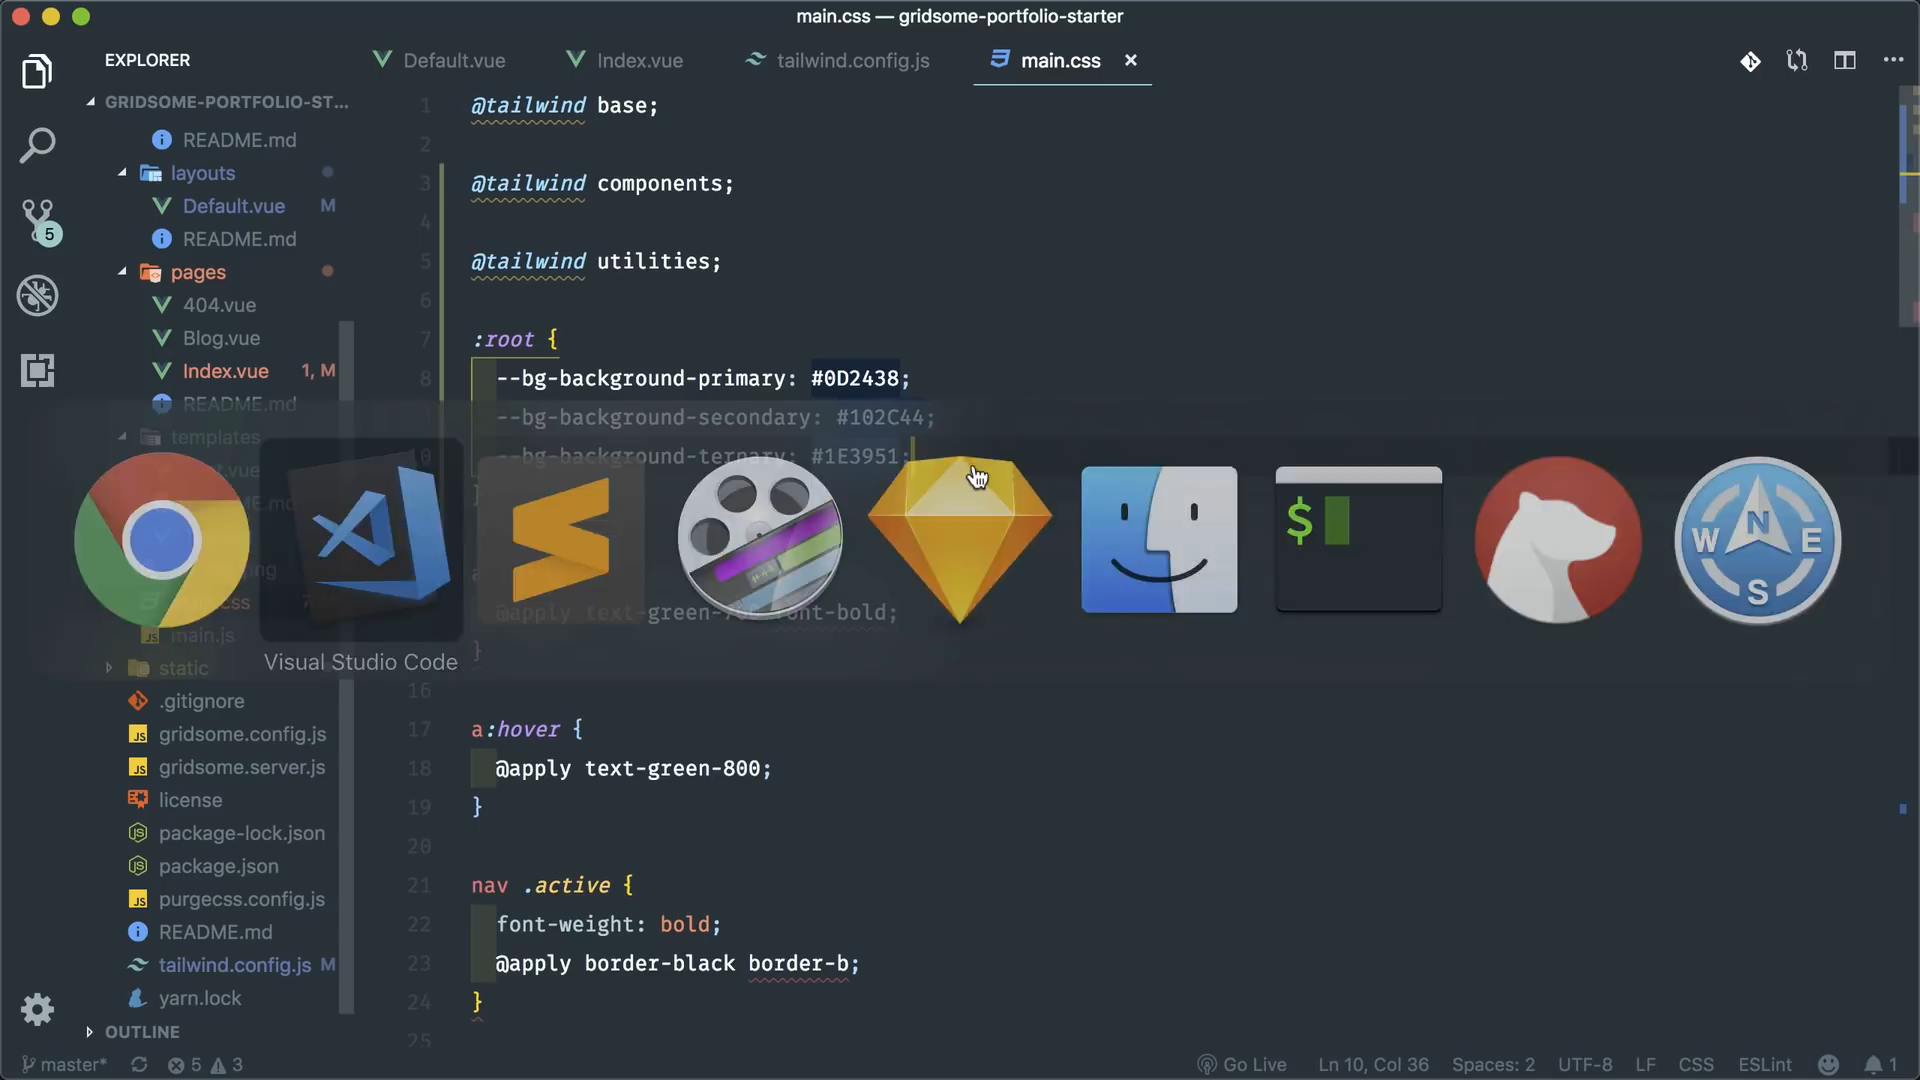 main.css — gridsome-portfolio-starter
EXPLORER
Default.vue
Index.vue
tailwind.config.js
main.css
GRIDSOME-PORTFOLIO-ST...
README.md
layouts
Default.vue M
README.md
pages
404.vue
Blog.vue
Index.vue 1, M
README.md
templates
static
main.js
.gitignore
gridsome.config.js
gridsome.server.js
license
package-lock.json
package.json
purgecss.config.js
README.md
tailwind.config.js M
yarn.lock
OUTLINE
5
1 @tailwind base;
2
3 @tailwind components;
4
5 @tailwind utilities;
6
7 :root {
8 --bg-background-primary: #0D2438;
--bg-background-secondary: #102C44;
--bg-background-ternary: #1E3951;
@apply text-green- font-bold;
}
16
17 a:hover {
18 @apply text-green-800;
19 }
20
21 nav .active {
22 font-weight: bold;
23 @apply border-black border-b;
24 }
25
Visual Studio Code
$
N
W E
S
master* 5 3
Go Live
Ln 10, Col 36
Spaces: 2
UTF-8
LF
CSS
ESLint
1